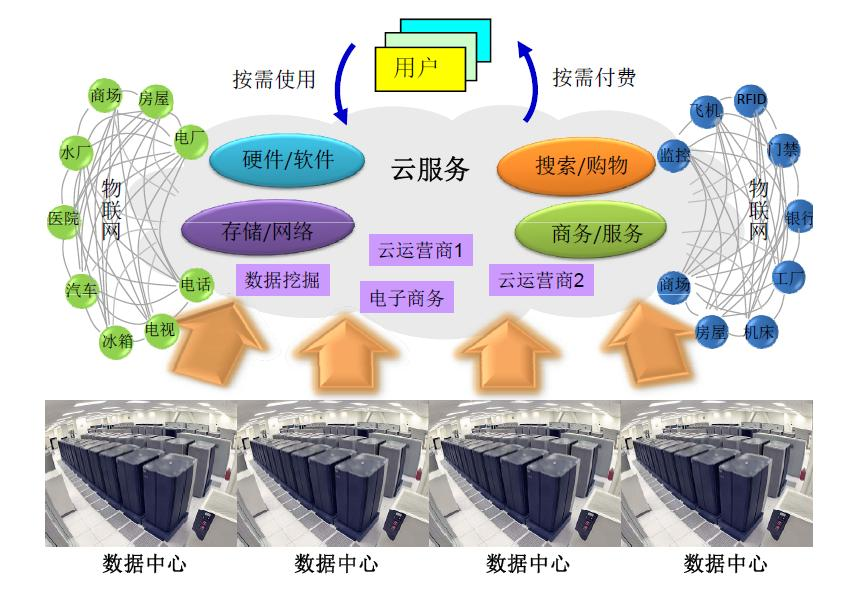 用户
按需使用
按需付费
商场
房屋
电厂
水厂
物联网
医院
汽车
电话
冰箱
电视
硬件/软件
云服务
搜索/购物
存储/网络
商务/服务
云运营商1
数据挖掘
电子商务
云运营商2
飞机
RFID
监控
门禁
物联网
银行
商场
工厂
房屋
机床
数据中心
数据中心
数据中心
数据中心